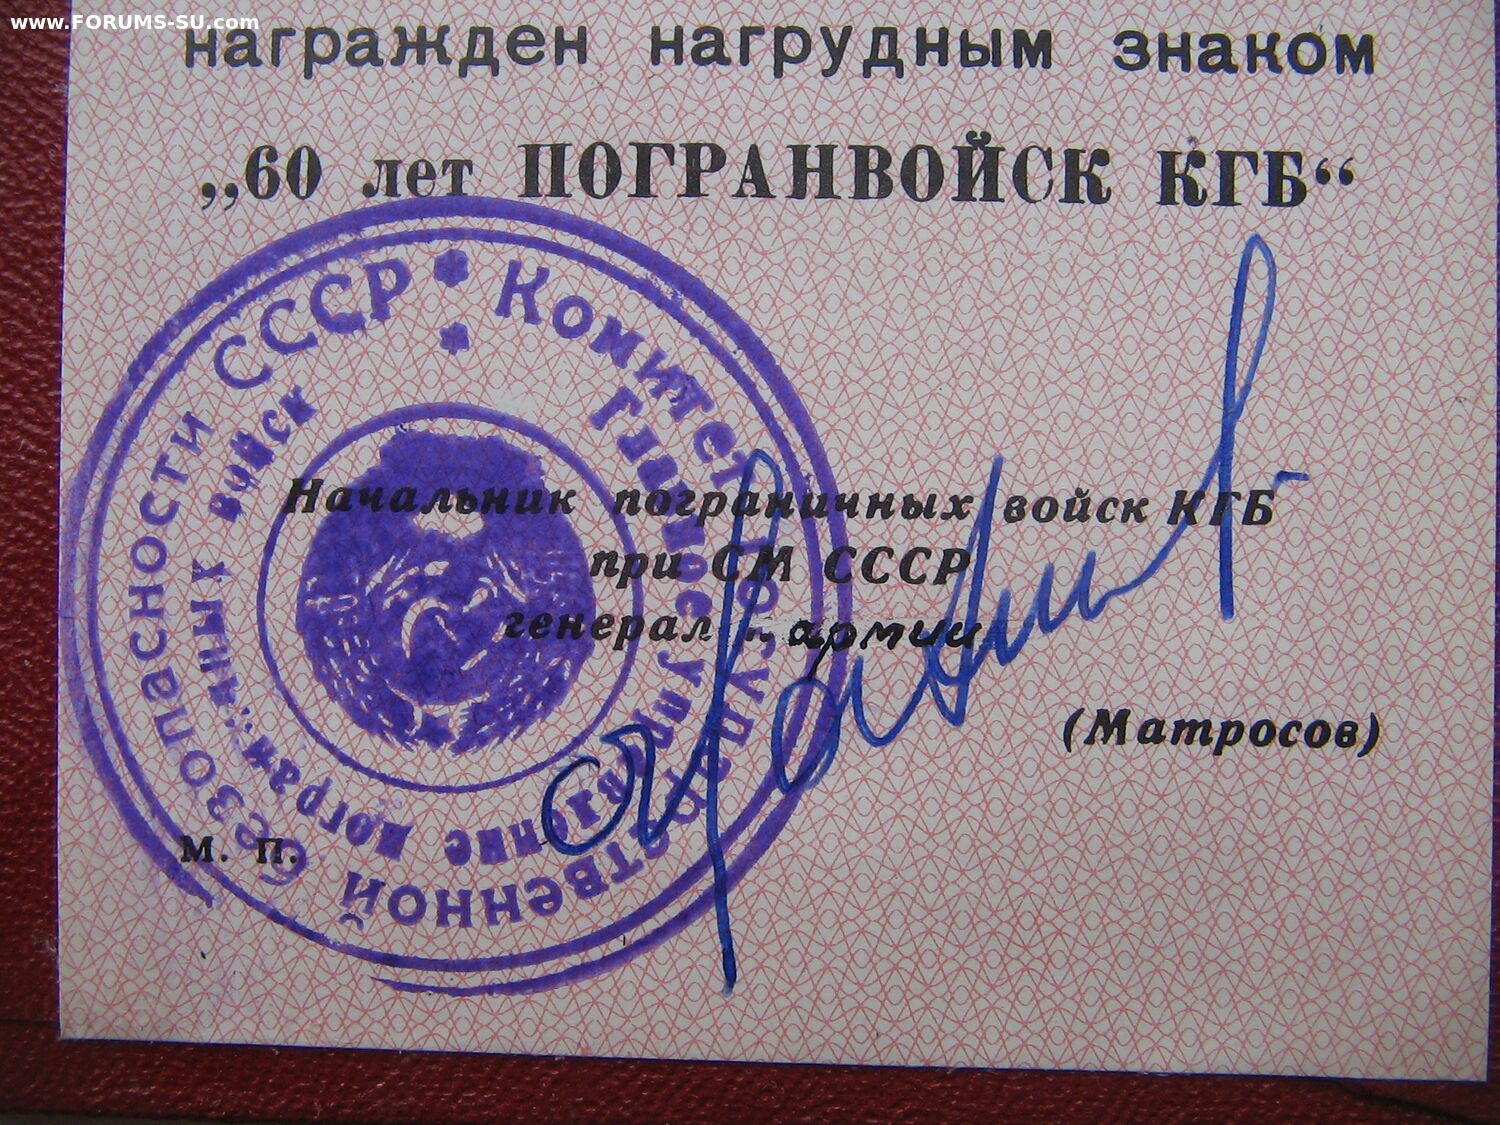 www.FORUMS-SU.com
награжден нагрудным знаком
„60 лет ПОГРАНВОЙСК КГБ“
Комитет Государственной безопасности СССР
Главное управление пограничных войск
Начальник пограничных войск КГБ
при СМ СССР
генерал армии
(Матросов)
М. П.